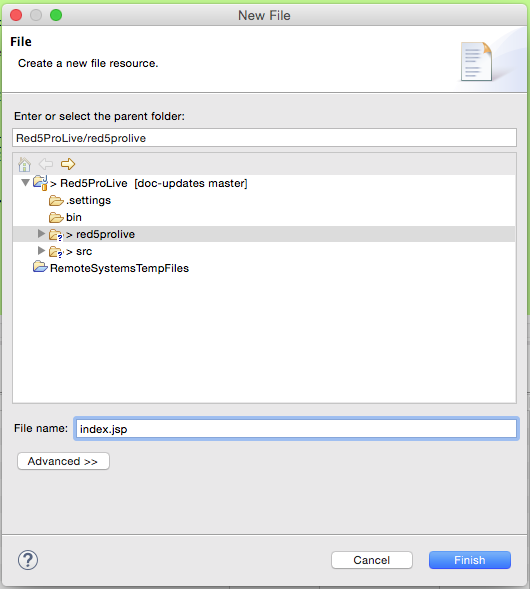 New File
File
Create a new file resource.
Enter or select the parent folder:
Red5ProLive/red5prolive
> Red5ProLive [doc-updates master]
.settings
bin
> red5prolive
> src
RemoteSystemsTempFiles
File name: index.jsp
Advanced >>
? Cancel Finish